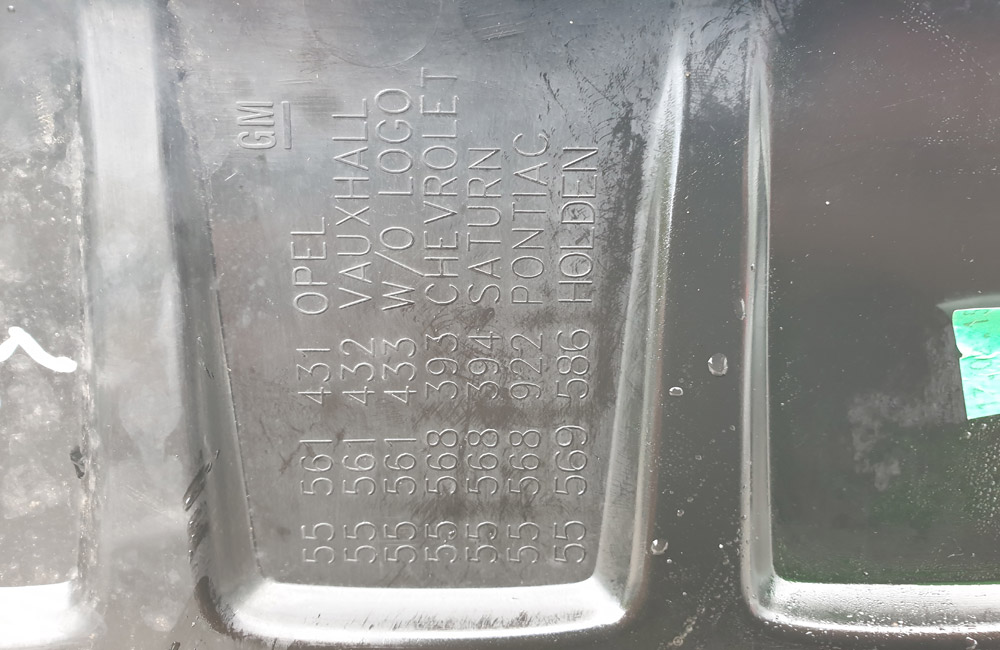 GM
55 561 431 OPEL
55 561 432 VAUXHALL
55 561 433 W/O LOGO
55 568 393 CHEVROLET
55 568 394 SATURN
55 568 922 PONTIAC
55 569 586 HOLDEN